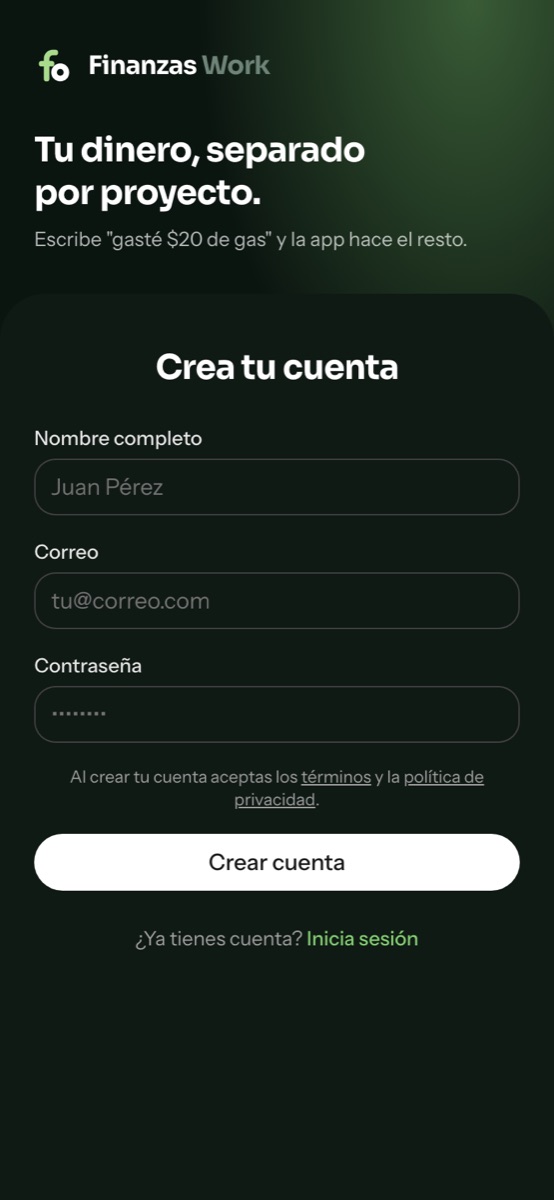 fo Finanzas Work
Tu dinero, separado
por proyecto.
Escribe "gasté $20 de gas" y la app hace el resto.
Crea tu cuenta
Nombre completo
Juan Pérez
Correo
tu@correo.com
Contraseña
••••••••
Al crear tu cuenta aceptas los términos y la política de
privacidad.
Crear cuenta
¿Ya tienes cuenta? Inicia sesión